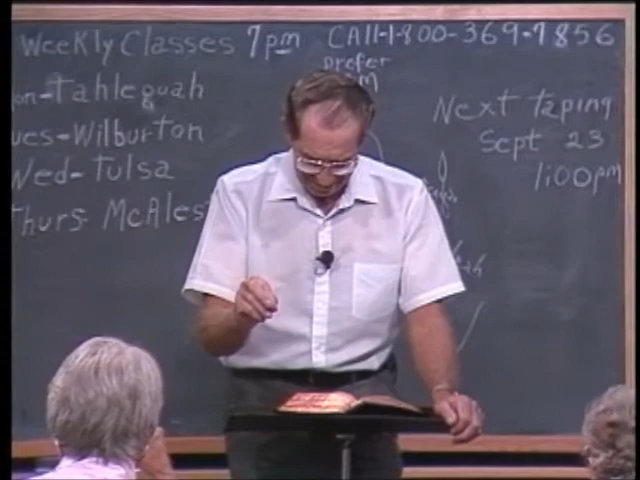 Weekly Classes 7pm
CAll-1-800-369-7856
prefer
on-Tahlequah
ues-Wilburton
Wed-Tulsa
Thurs- McAles
Next taping
Sept 23
1:00pm